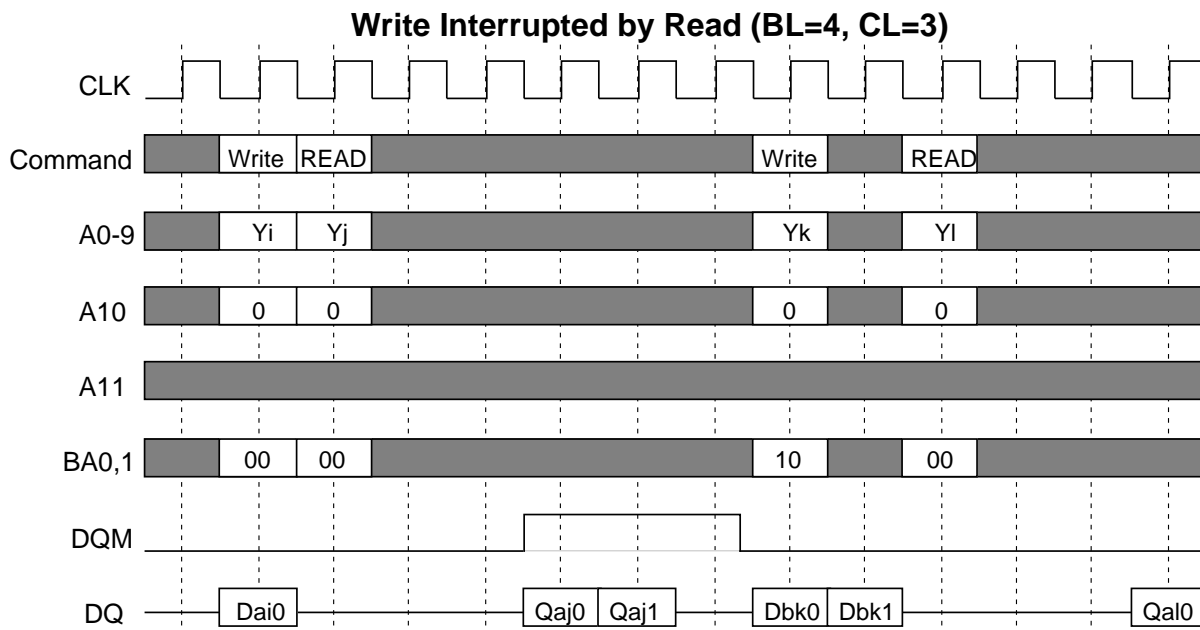 Write Interrupted by Read (BL=4, CL=3)
CLK
Command Write READ Write READ
A0-9 Yi Yj Yk Yl
A10 0 0 0 0
A11
BA0,1 00 00 10 00
DQM
DQ Dai0 Qaj0 Qaj1 Dbk0 Dbk1 Qal0